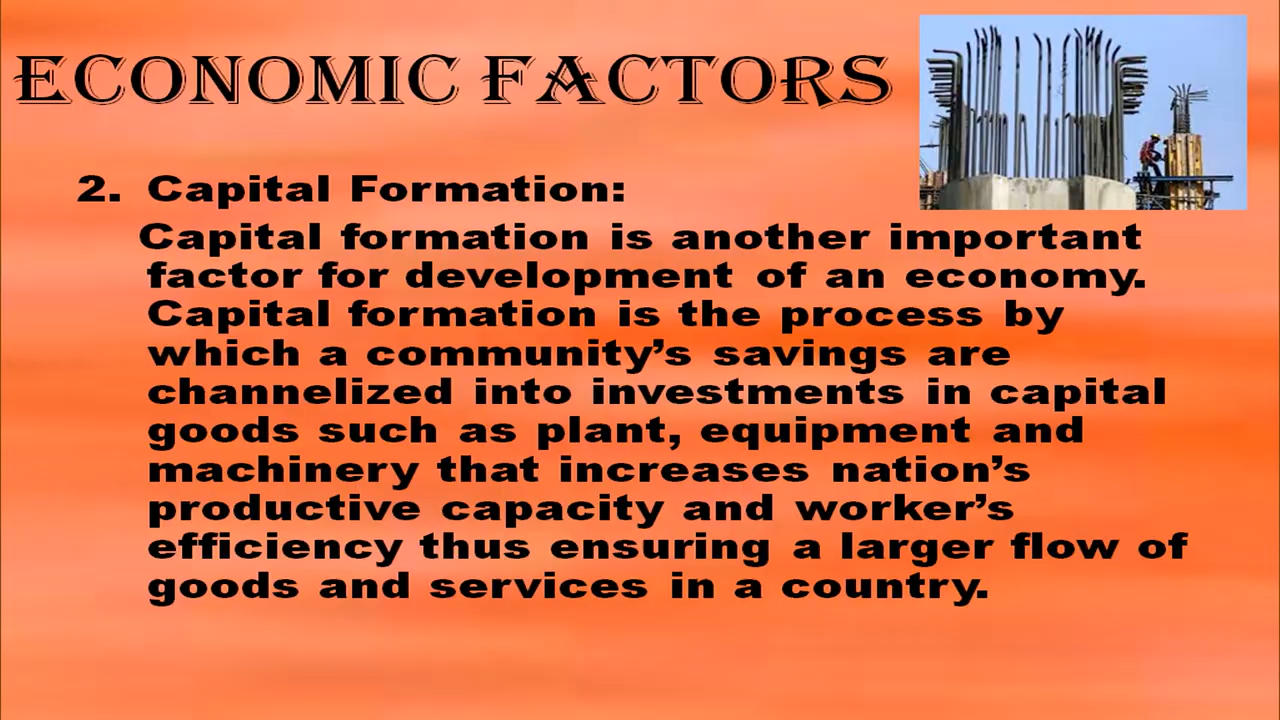 ECONOMIC FACTORS
2. Capital Formation:
Capital formation is another important
factor for development of an economy.
Capital formation is the process by
which a community’s savings are
channelized into investments in capital
goods such as plant, equipment and
machinery that increases nation’s
productive capacity and worker’s
efficiency thus ensuring a larger flow of
goods and services in a country.